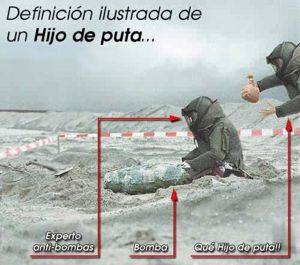 Definición ilustrada de
un Hijo de puta...
Experto
anti-bombas
Bomba
Qué Hijo de puta!!